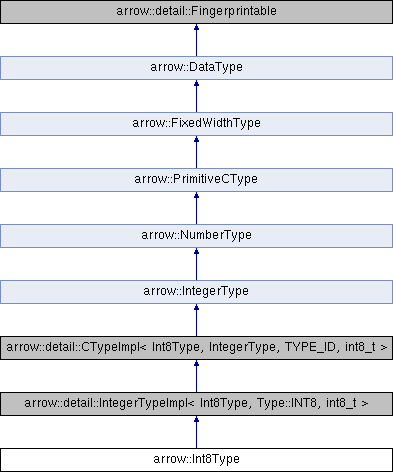 arrow::detail::Fingerprintable
arrow::DataType
arrow::FixedWidthType
arrow::PrimitiveCType
arrow::NumberType
arrow::IntegerType
arrow::detail::CTypeImpl< Int8Type, IntegerType, TYPE_ID, int8_t >
arrow::detail::IntegerTypeImpl< Int8Type, Type::INT8, int8_t >
arrow::Int8Type